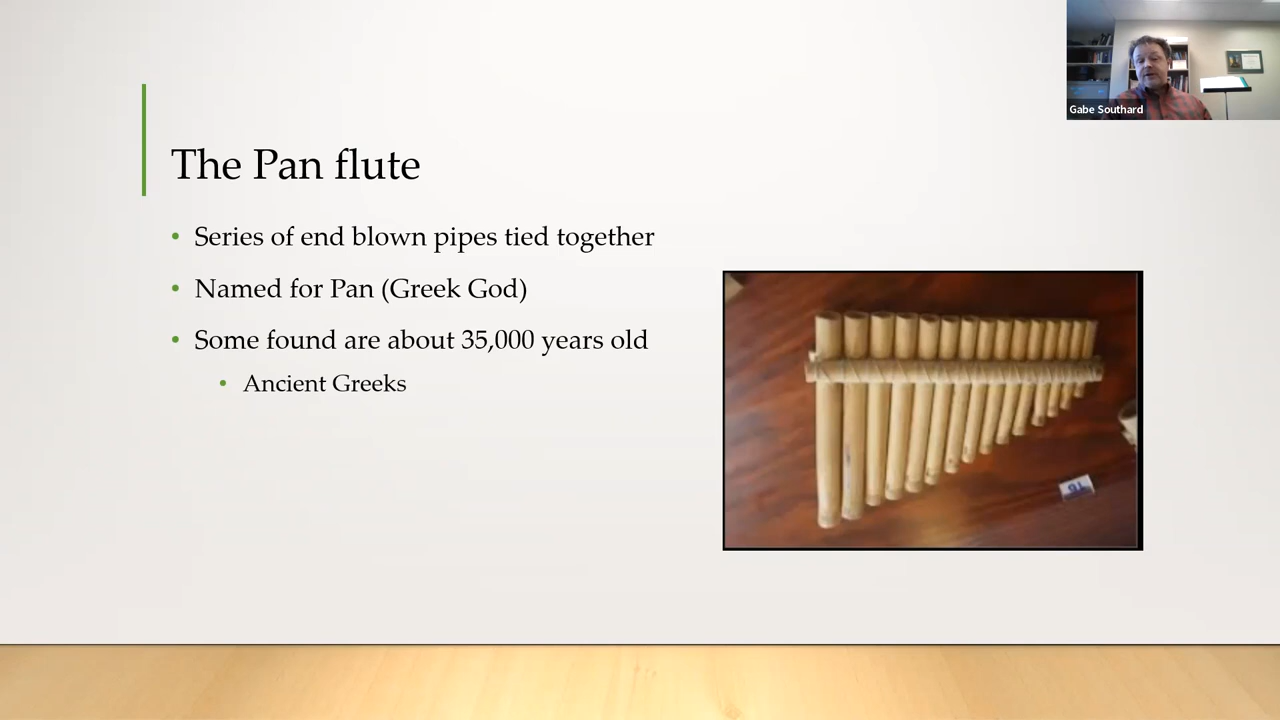 Gabe Southard
The Pan flute
• Series of end blown pipes tied together
• Named for Pan (Greek God)
• Some found are about 35,000 years old
• Ancient Greeks